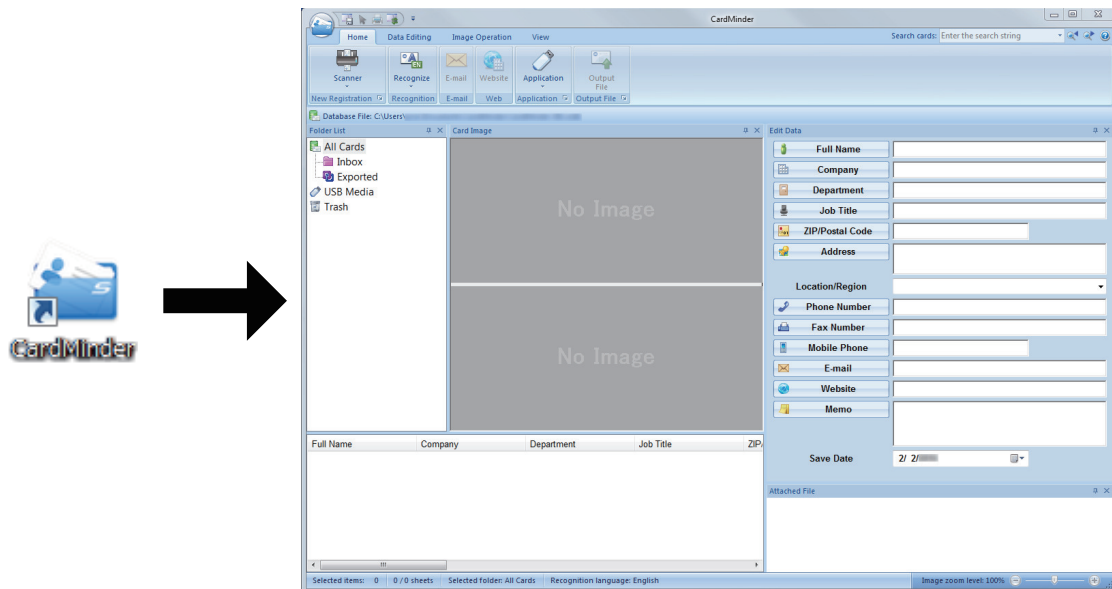 CardMinder
CardMinder
Home Data Editing Image Operation View
Search cards: Enter the search string
Scanner
Recognize
E-mail
Website
Application
Output
File
New Registration
Recognition
E-mail
Web
Application
Output File
Database File: C:\Users\
Folder List
All Cards
Inbox
Exported
USB Media
Trash
Card Image
No Image
No Image
Edit Data
Full Name
Company
Department
Job Title
ZIP/Postal Code
Address
Location/Region
Phone Number
Fax Number
Mobile Phone
E-mail
Website
Memo
Save Date 2/ 2/
Full Name Company Department Job Title ZIP/
Attached File
Selected items: 0 0 / 0 sheets Selected folder: All Cards Recognition language: English Image zoom level: 100%